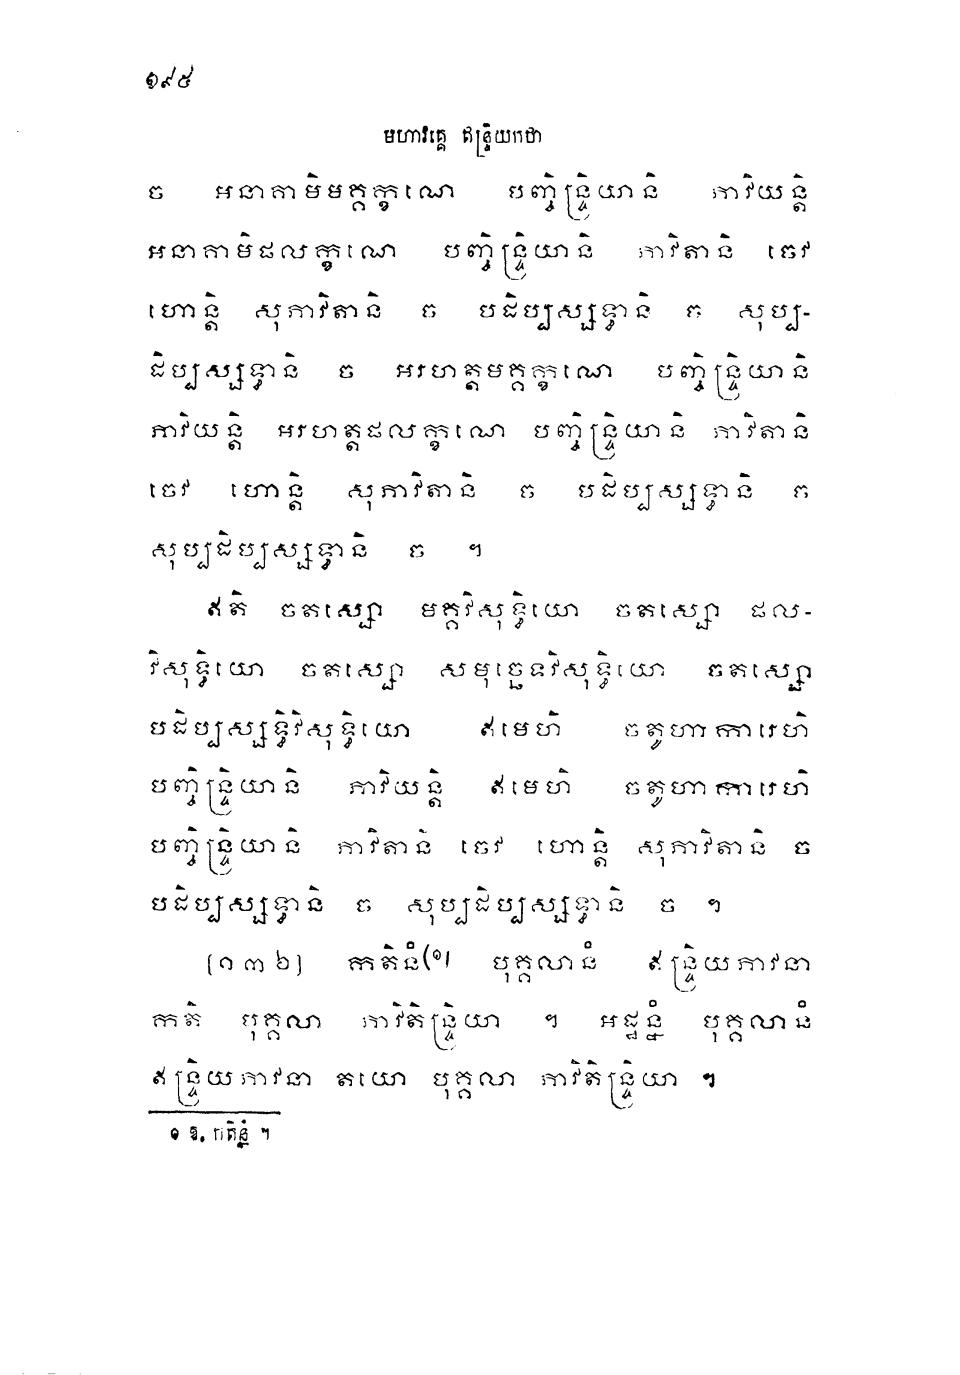 ១៩៥
មហាវគ្គេ ឥន្ទ្រិយកថា
ច អនាគាមិមគ្គក្ខណេ បញ្ចិន្ទ្រិយានិ ភាវិយន្តិ
អនាគាមិផលក្ខណេ បញ្ចិន្ទ្រិយានិ ភាវិតានិ ចេវ
ហោន្តិ សុភាវិតានិ ច បដិប្បស្សទ្ធានិ ច សុប្ប-
ដិប្បស្សទ្ធានិ ច អរហត្តមគ្គក្ខណេ បញ្ចិន្ទ្រិយានិ
ភាវិយន្តិ អរហត្តផលក្ខណេ បញ្ចិន្ទ្រិយានិ ភាវិតានិ
ចេវ ហោន្តិ សុភាវិតានិ ច បដិប្បស្សទ្ធានិ ច
សុប្បដិប្បស្សទ្ធានិ ច ។
ឥតិ ចតស្សោ មគ្គវិសុទ្ធិយោ ចតស្សោ ផល-
វិសុទ្ធិយោ ចតស្សោ សមុច្ឆេទវិសុទ្ធិយោ ចតស្សោ
បដិប្បស្សទ្ធិវិសុទ្ធិយោ ឥមេហិ ចតូហាការេហិ
បញ្ចិន្ទ្រិយានិ ភាវិយន្តិ ឥមេហិ ចតូហាការេហិ
បញ្ចិន្ទ្រិយានិ ភាវិតានិ ចេវ ហោន្តិ សុភាវិតានិ ច
បដិប្បស្សទ្ធានិ ច សុប្បដិប្បស្សទ្ធានិ ច ។
[១៣៦] កតិនំ(១) បុគ្គលានំ ឥន្ទ្រិយភាវនា
កតិ បុគ្គលា ភាវិតិន្ទ្រិយា ។ អដ្ឋន្នំ បុគ្គលានំ
ឥន្ទ្រិយភាវនា តយោ បុគ្គលា ភាវិតិន្ទ្រិយា ។
១ ឱ. កតិន្នំ ។